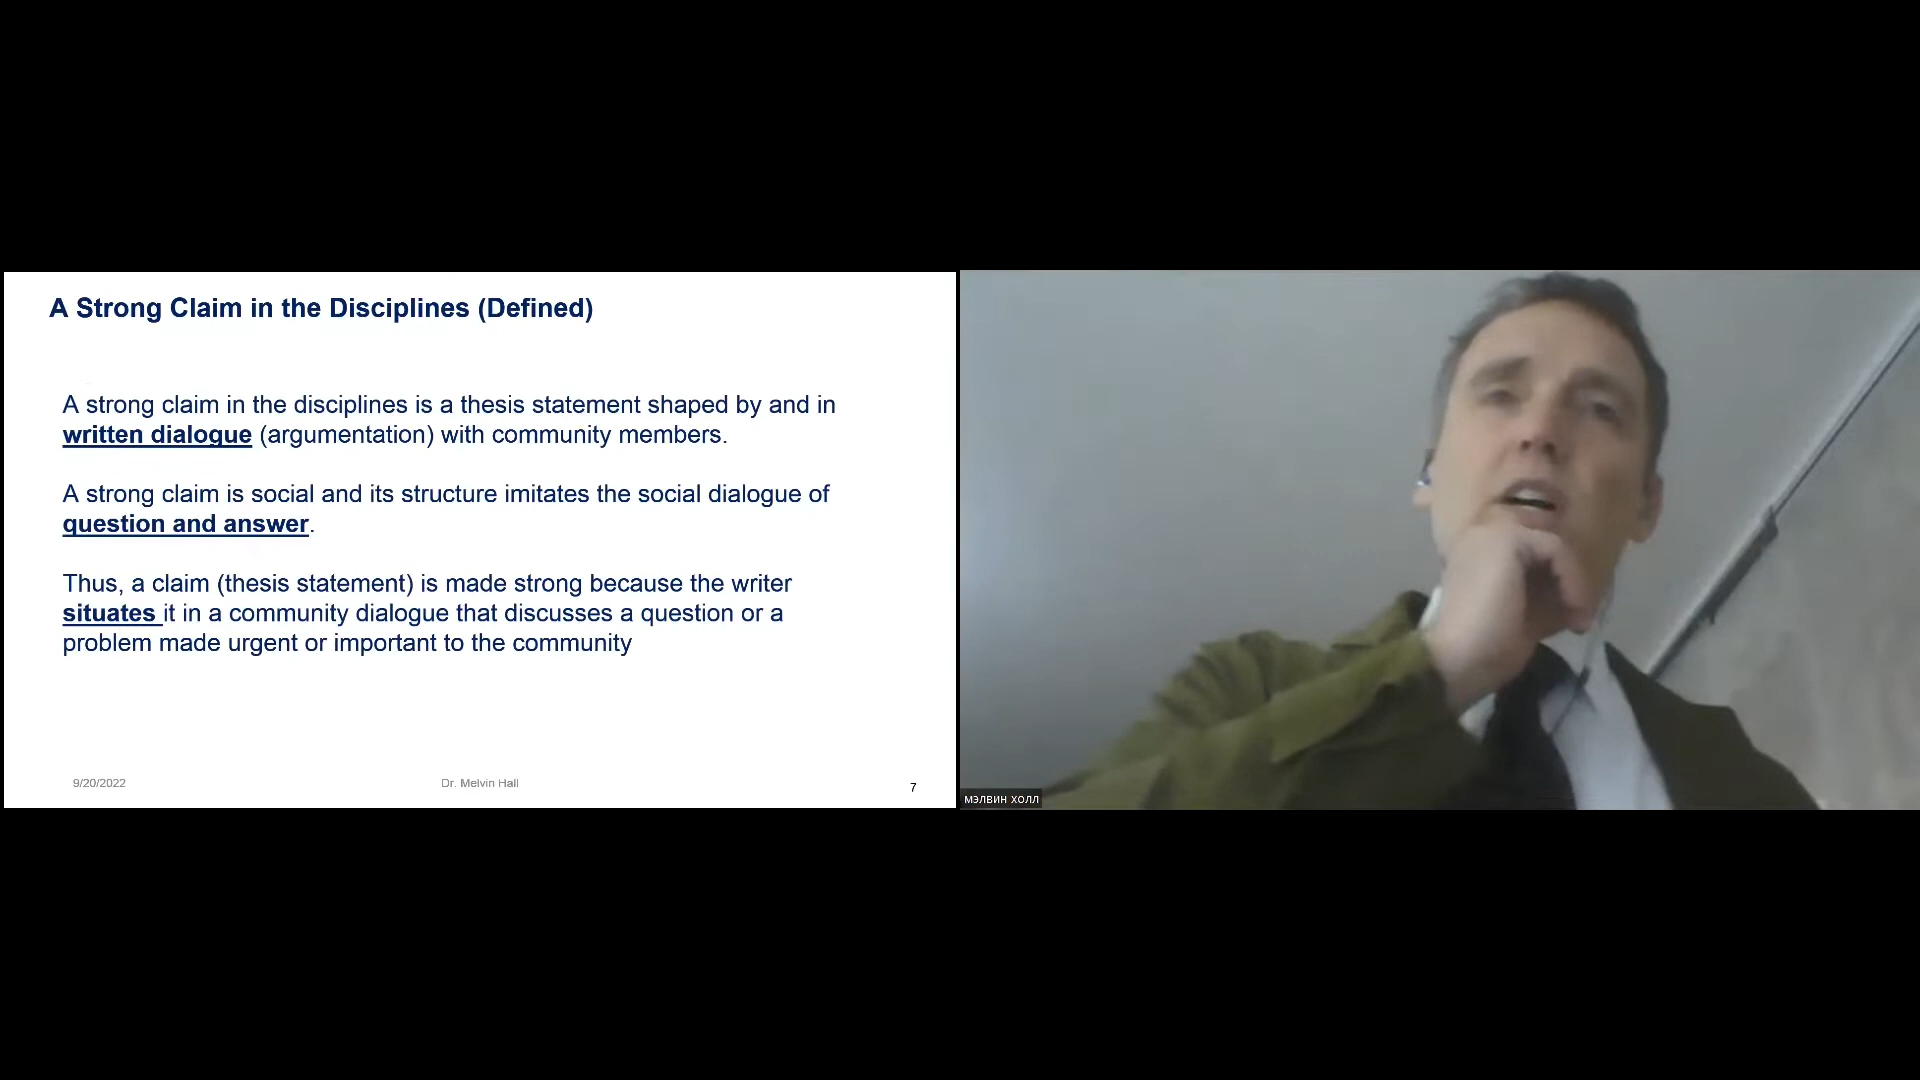 A Strong Claim in the Disciplines (Defined)
A strong claim in the disciplines is a thesis statement shaped by and in
written dialogue (argumentation) with community members.
A strong claim is social and its structure imitates the social dialogue of
question and answer.
Thus, a claim (thesis statement) is made strong because the writer
situates it in a community dialogue that discusses a question or a
problem made urgent or important to the community
9/20/2022
Dr. Melvin Hall
7
мэлвин холл